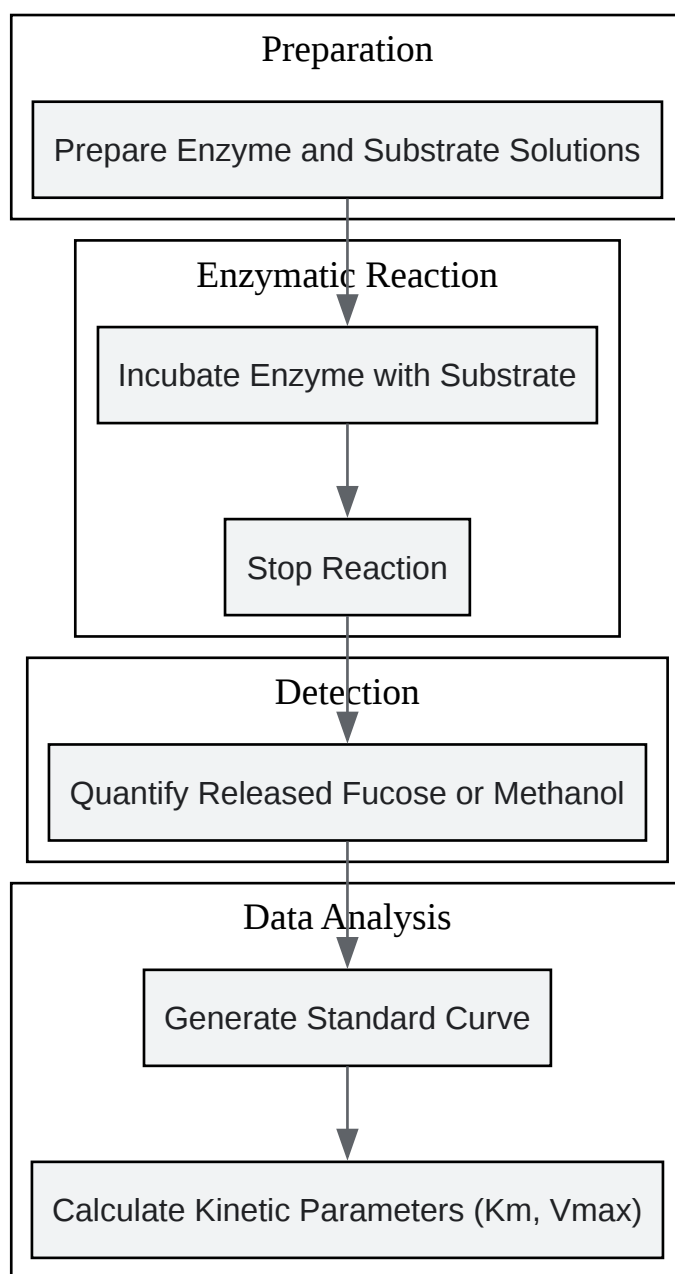 Preparation
Prepare Enzyme and Substrate Solutions
Enzymatic Reaction
Incubate Enzyme with Substrate
Stop Reaction
Detection
Quantify Released Fucose or Methanol
Data Analysis
Generate Standard Curve
Calculate Kinetic Parameters (Km, Vmax)